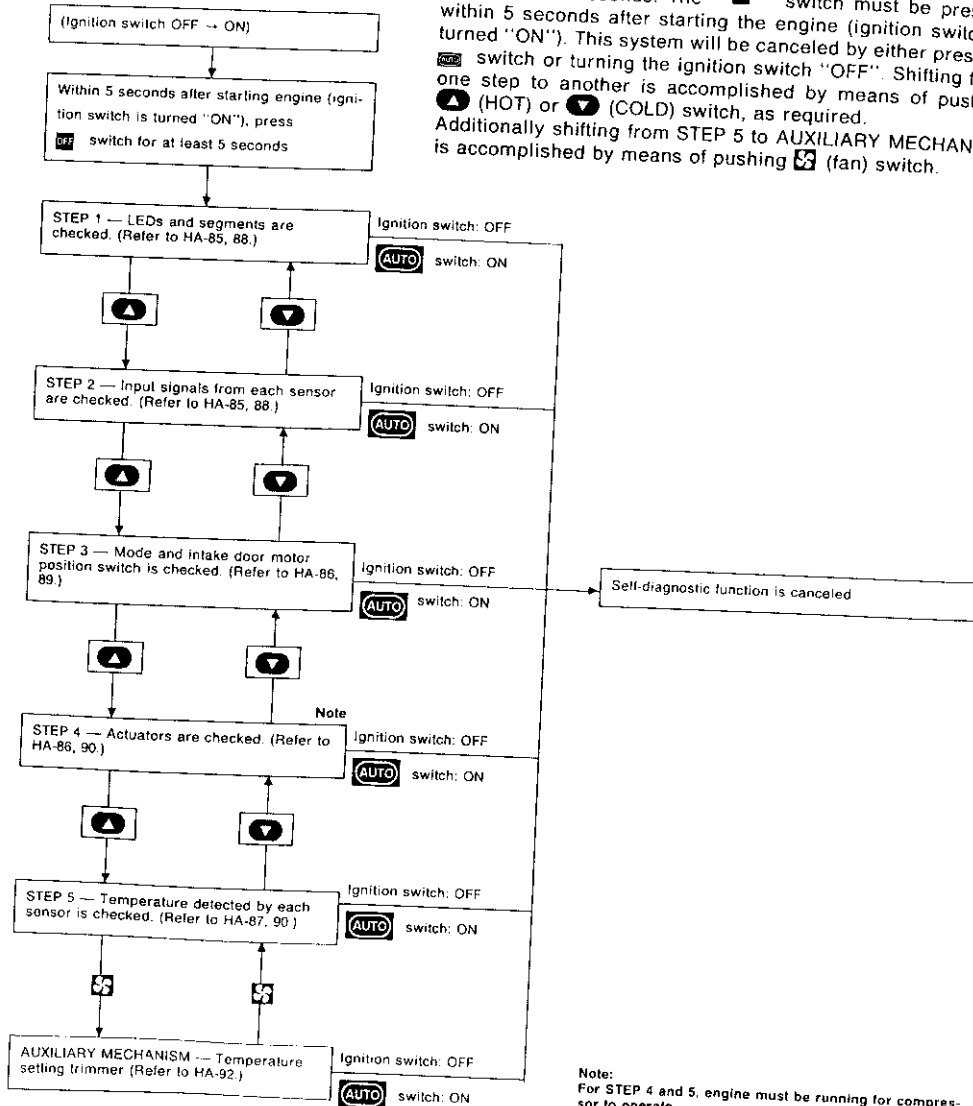 seconds. The
switch must be pres
within 5 seconds after starting the engine (ignition switc
turned "ON"). This system will be canceled by either press
switch or turning the ignition switch "OFF". Shifting f
one step to another is accomplished by means of push
(HOT) or (COLD) switch, as required.
Additionally shifting from STEP 5 to AUXILIARY MECHAN
is accomplished by means of pushing (fan) switch.
(Ignition switch OFF → ON)
Within 5 seconds after starting engine (igni-
tion switch is turned "ON"), press
OFF switch for at least 5 seconds
STEP 1 — LEDs and segments are
checked. (Refer to HA-85, 88.)
Ignition switch: OFF
AUTO switch: ON
STEP 2 — Input signals from each sensor
are checked. (Refer to HA-85, 88.)
Ignition switch: OFF
AUTO switch: ON
STEP 3 — Mode and intake door motor
position switch is checked. (Refer to HA-86,
89.)
Ignition switch: OFF
AUTO switch: ON
Self-diagnostic function is canceled
Note
STEP 4 — Actuators are checked. (Refer to
HA-86, 90.)
Ignition switch: OFF
AUTO switch: ON
STEP 5 — Temperature detected by each
sensor is checked. (Refer to HA-87, 90.)
Ignition switch: OFF
AUTO switch: ON
AUXILIARY MECHANISM — Temperature
setting trimmer (Refer to HA-92.)
Ignition switch: OFF
AUTO switch: ON
Note:
For STEP 4 and 5, engine must be running for compres-
sor to operate